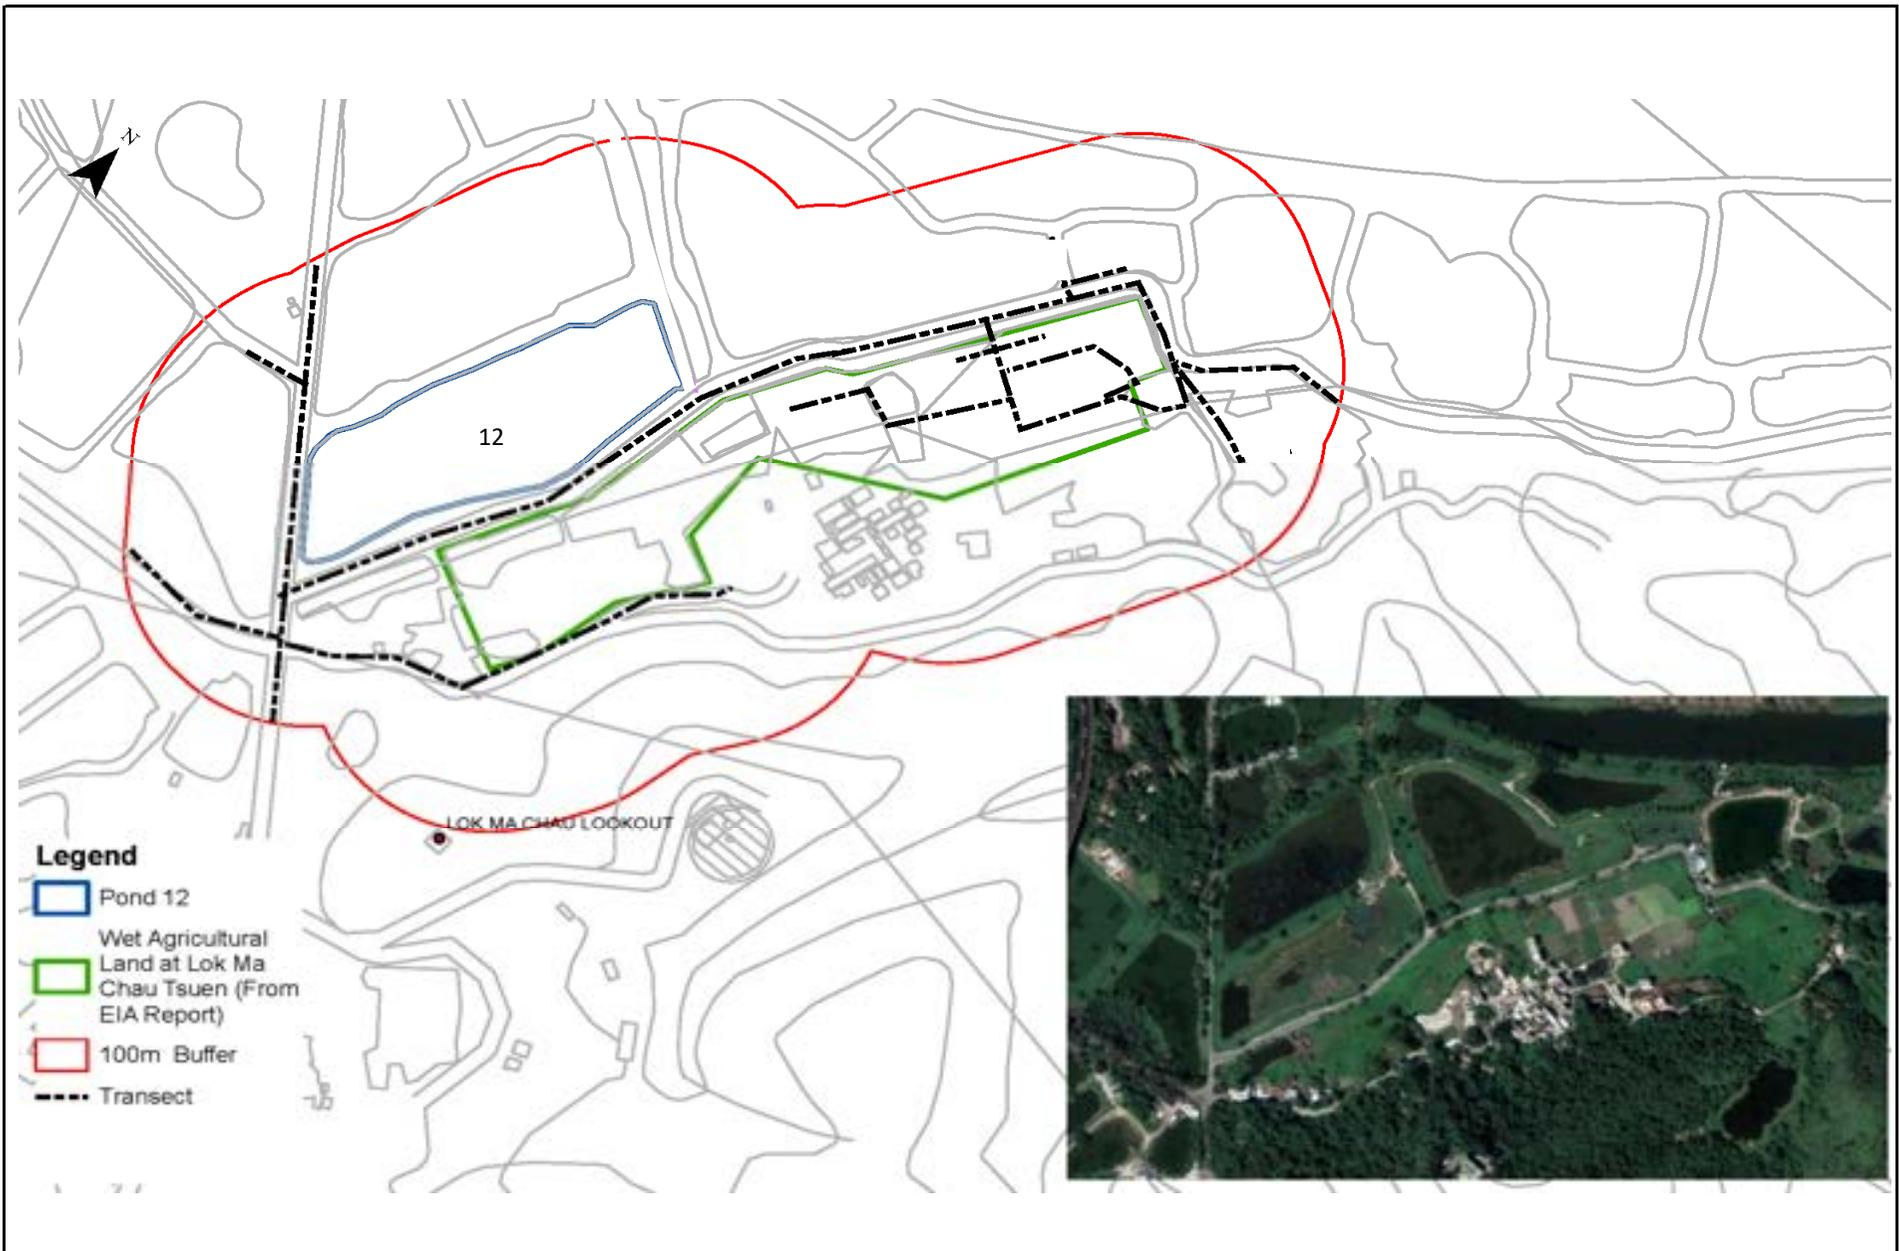 N
12
LOK MA CHAU LOOKOUT
Legend
Pond 12
Wet Agricultural
Land at Lok Ma
Chau Tsuen (From
EIA Report)
100m Buffer
Transect